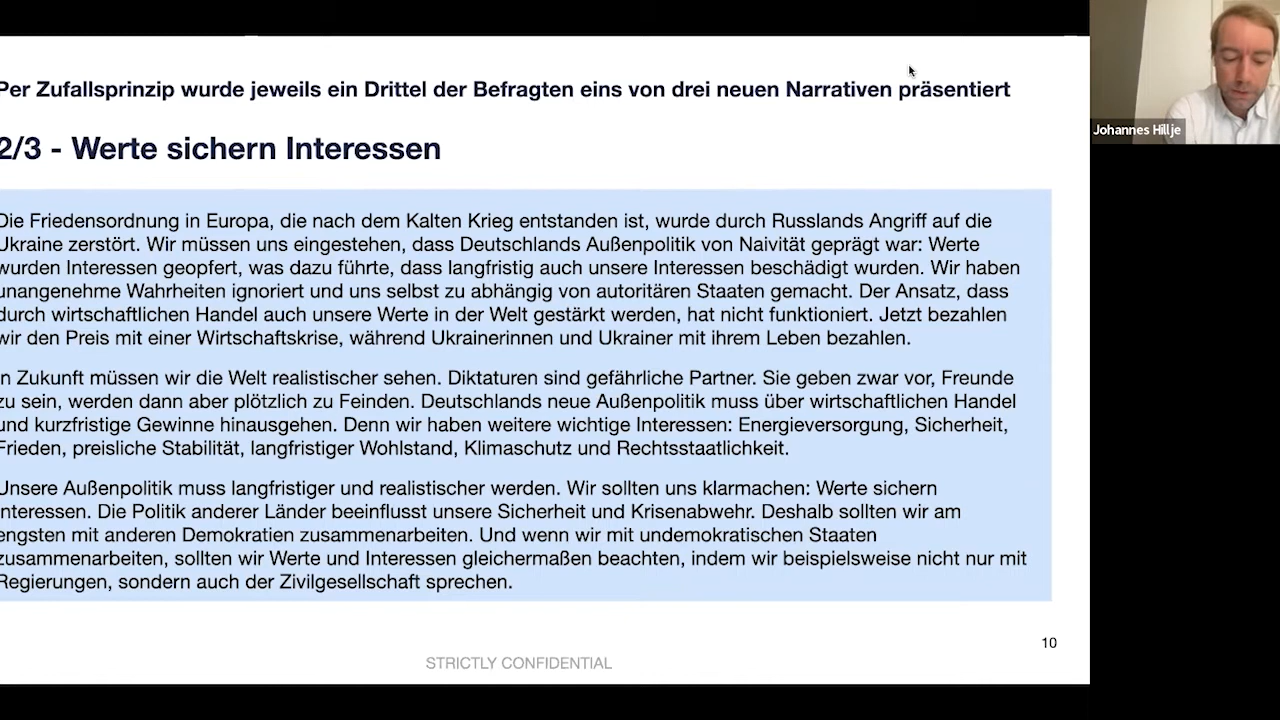 Per Zufallsprinzip wurde jeweils ein Drittel der Befragten eins von drei neuen Narrativen präsentiert
2/3 - Werte sichern Interessen
Die Friedensordnung in Europa, die nach dem Kalten Krieg entstanden ist, wurde durch Russlands Angriff auf die
Ukraine zerstört. Wir müssen uns eingestehen, dass Deutschlands Außenpolitik von Naivität geprägt war: Werte
wurden Interessen geopfert, was dazu führte, dass langfristig auch unsere Interessen beschädigt wurden. Wir haben
unangenehme Wahrheiten ignoriert und uns selbst zu abhängig von autoritären Staaten gemacht. Der Ansatz, dass
durch wirtschaftlichen Handel auch unsere Werte in der Welt gestärkt werden, hat nicht funktioniert. Jetzt bezahlen
wir den Preis mit einer Wirtschaftskrise, während Ukrainerinnen und Ukrainer mit ihrem Leben bezahlen.
In Zukunft müssen wir die Welt realistischer sehen. Diktaturen sind gefährliche Partner. Sie geben zwar vor, Freunde
zu sein, werden dann aber plötzlich zu Feinden. Deutschlands neue Außenpolitik muss über wirtschaftlichen Handel
und kurzfristige Gewinne hinausgehen. Denn wir haben weitere wichtige Interessen: Energieversorgung, Sicherheit,
Frieden, preisliche Stabilität, langfristiger Wohlstand, Klimaschutz und Rechtsstaatlichkeit.
Unsere Außenpolitik muss langfristiger und realistischer werden. Wir sollten uns klarmachen: Werte sichern
Interessen. Die Politik anderer Länder beeinflusst unsere Sicherheit und Krisenabwehr. Deshalb sollten wir am
engsten mit anderen Demokratien zusammenarbeiten. Und wenn wir mit undemokratischen Staaten
zusammenarbeiten, sollten wir Werte und Interessen gleichermaßen beachten, indem wir beispielsweise nicht nur mit
Regierungen, sondern auch der Zivilgesellschaft sprechen.
10
STRICTLY CONFIDENTIAL
Johannes Hillje